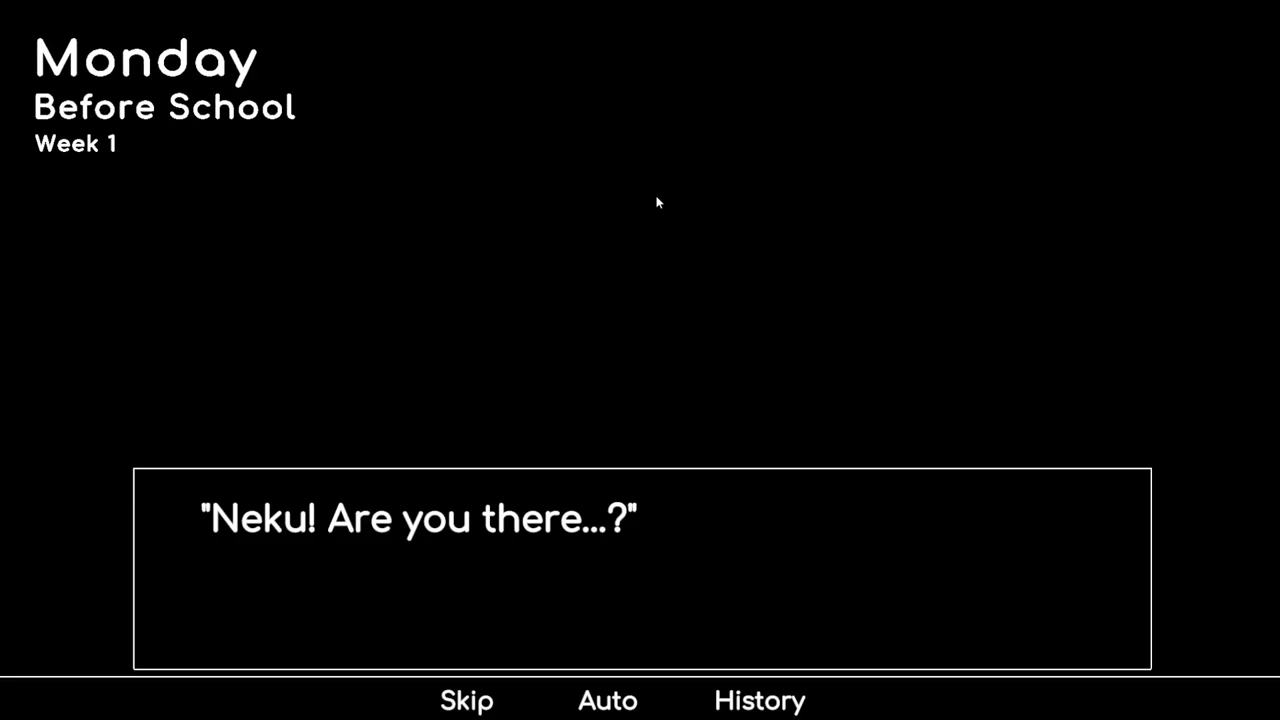 Monday
Before School
Week 1
"Neku! Are you there...?"
Skip Auto History